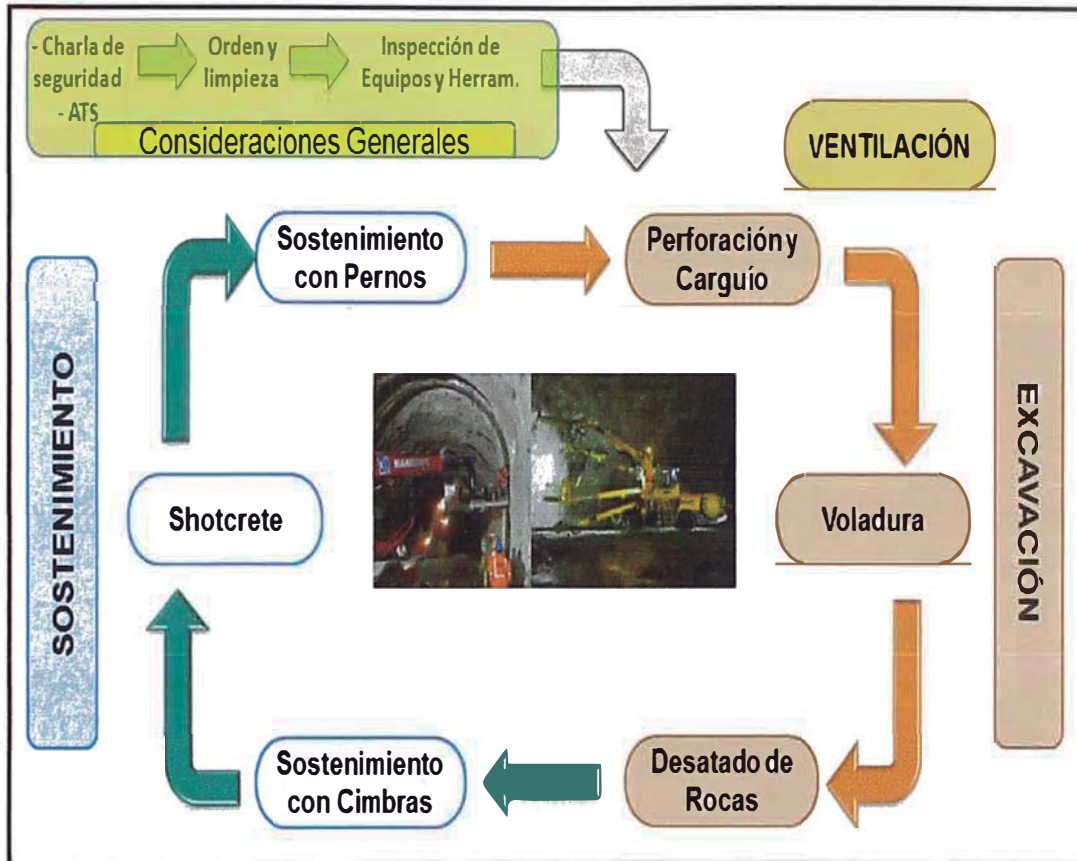 - Charla de
seguridad
- ATS
Orden y
limpieza
Inspección de
Equipos y Herram.
Consideraciones Generales
VENTILACIÓN
Sostenimiento
con Pernos
Perforación y
Carguío
SOSTENIMIENTO
EXCAVACIÓN
Shotcrete
Voladura
Sostenimiento
con Cimbras
Desatado de
Rocas